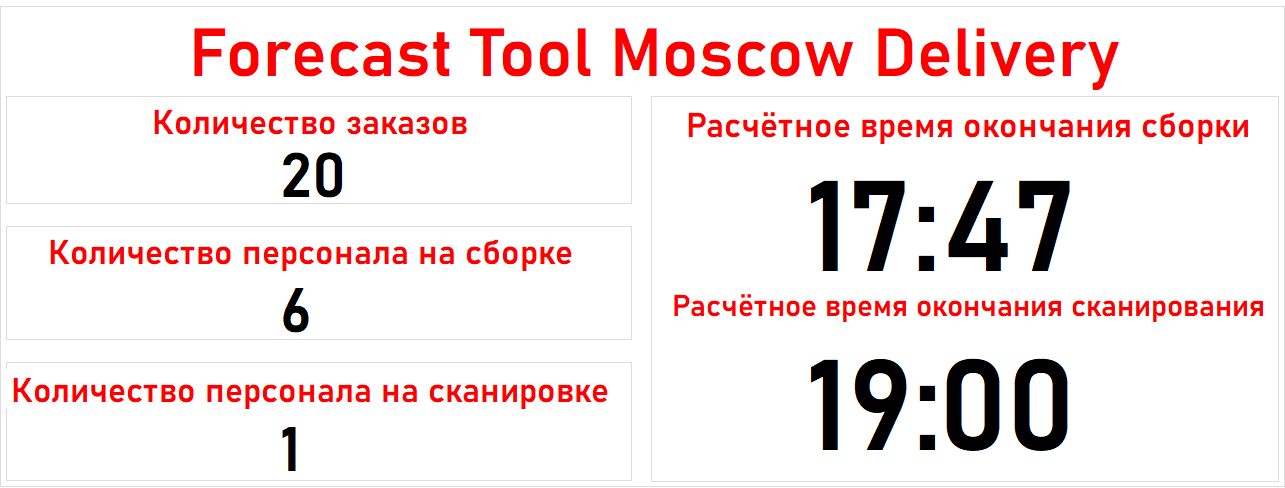 Forecast Tool Moscow Delivery
Количество заказов
20
Количество персонала на сборке
6
Количество персонала на сканировке
1
Расчётное время окончания сборки
17:47
Расчётное время окончания сканирования
19:00